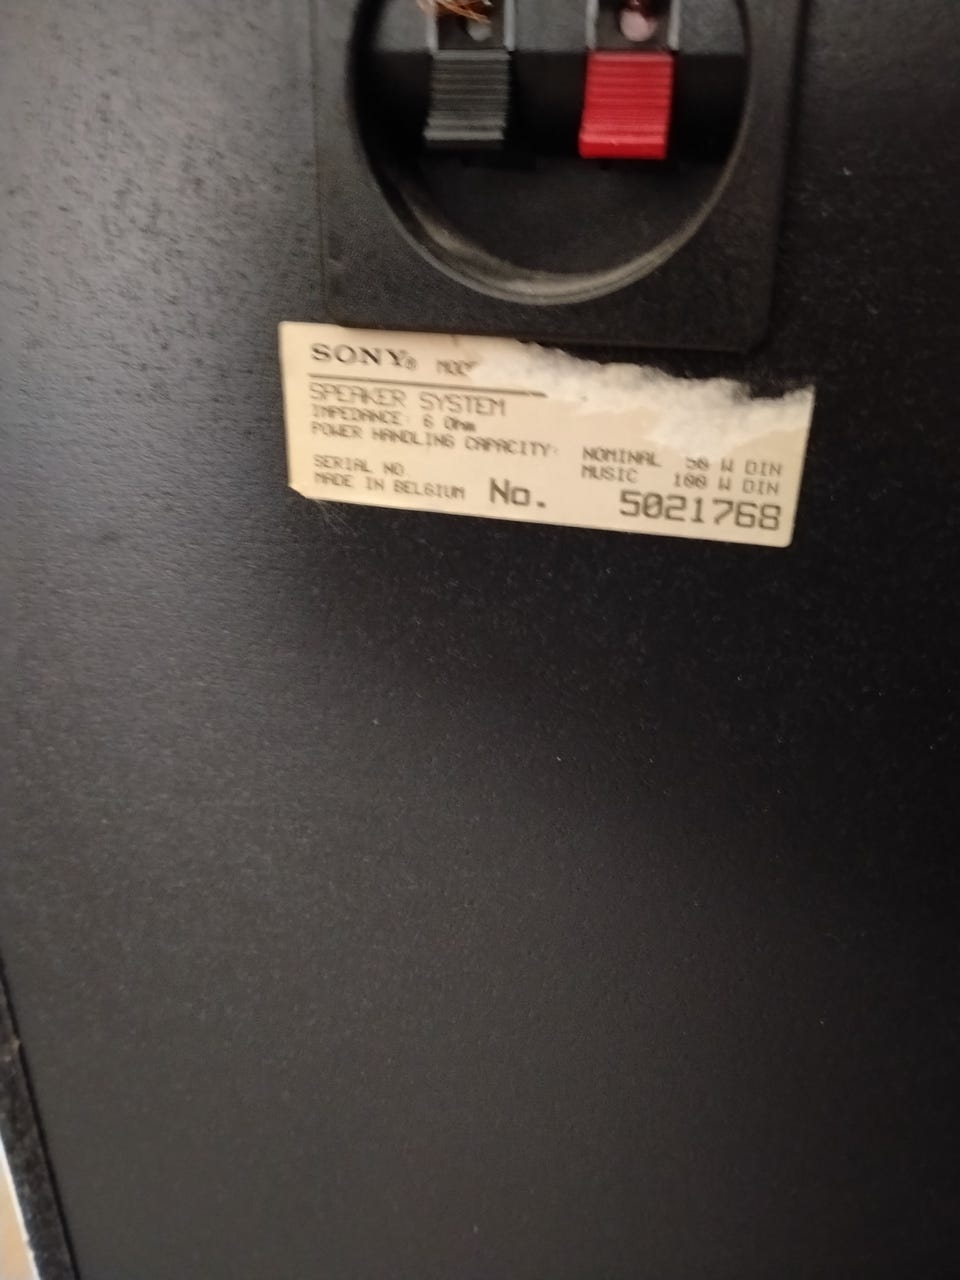 SONY®
SPEAKER SYSTEM
IMPEDANCE: 6 Ohm
POWER HANDLING CAPACITY: NOMINAL 50 W DIN
MUSIC 100 W DIN
SERIAL NO.
MADE IN BELGIUM No. 5021768